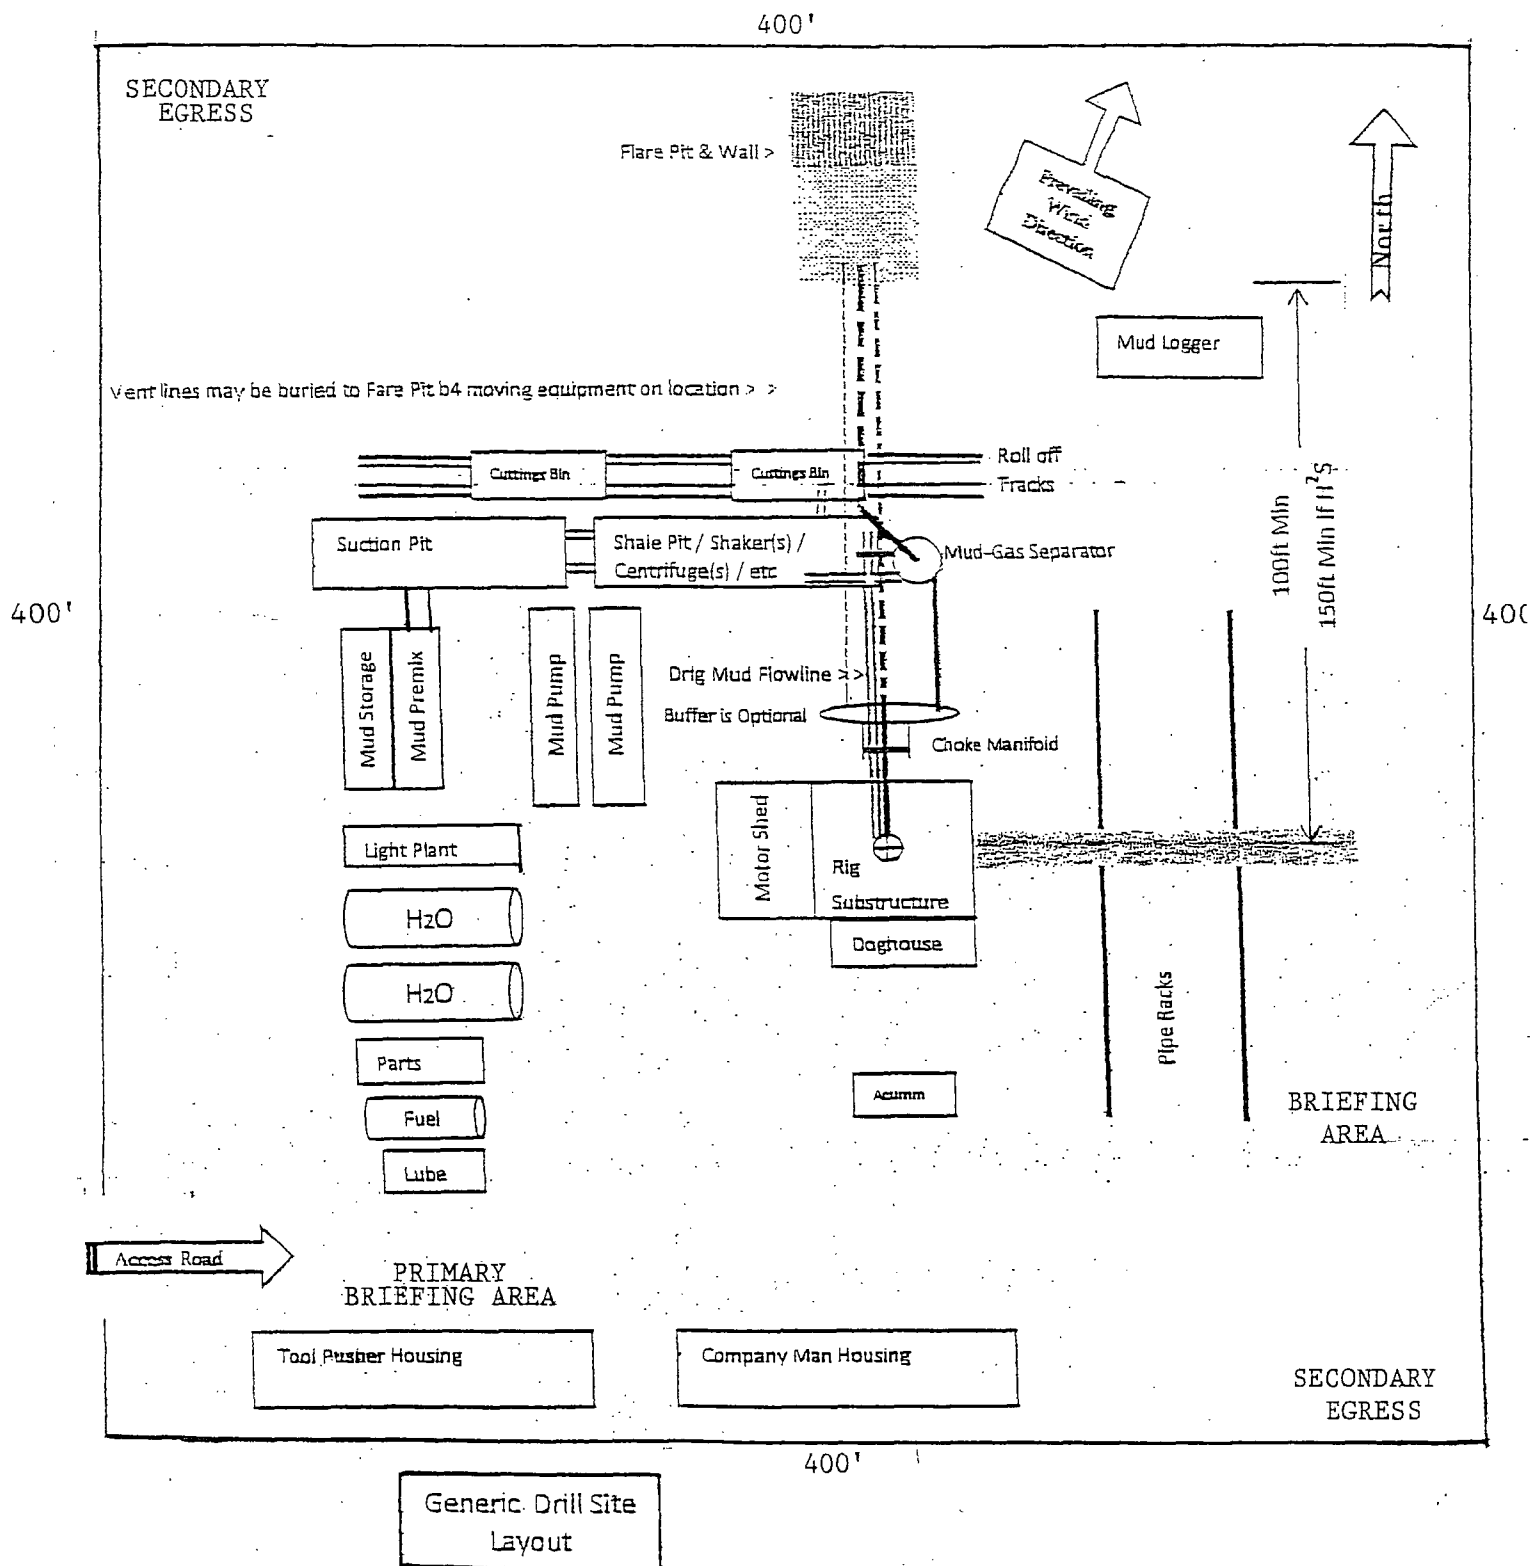 400'
SECONDARY
EGRESS
Flare Pit & Wall >
Prevailing
Wind
Direction
North
Mud Logger
Vent lines may be buried to Fare Pit b4 moving equipment on location > >
Cuttings Bin
Cuttings Bin
Roll off
Tracks
100ft Min
150ft Min If H2S
Suction Pit
Shale Pit / Shaker(s) /
Centrifuge(s) / etc
Mud-Gas Separator
400'
400
Mud Storage
Mud Premix
Mud Pump
Mud Pump
Drlg Mud Flowline > >
Buffer is Optional
Choke Manifold
Light Plant
Motor Shed
Rig
Substructure
Doghouse
H2O
H2O
Pipe Racks
Parts
Fuel
Lube
Acumm
BRIEFING
AREA
Access Road
PRIMARY
BRIEFING AREA
Tool Pusher Housing
Company Man Housing
SECONDARY
EGRESS
400'
Generic Drill Site
Layout